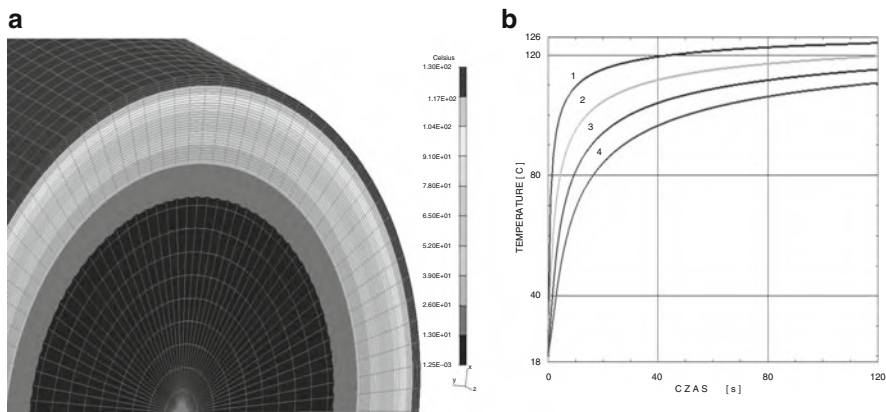 a
Celsius
1.30E+02
1.17E+02
1.04E+02
9.10E+01
7.80E+01
6.50E+01
5.20E+01
3.90E+01
2.60E+01
1.30E+01
1.25E-03
x
y
z
b
TEMPERATURE [ C ]
126
120
80
40
18
1
2
3
4
0
40
80
120
C Z A S [ s ]